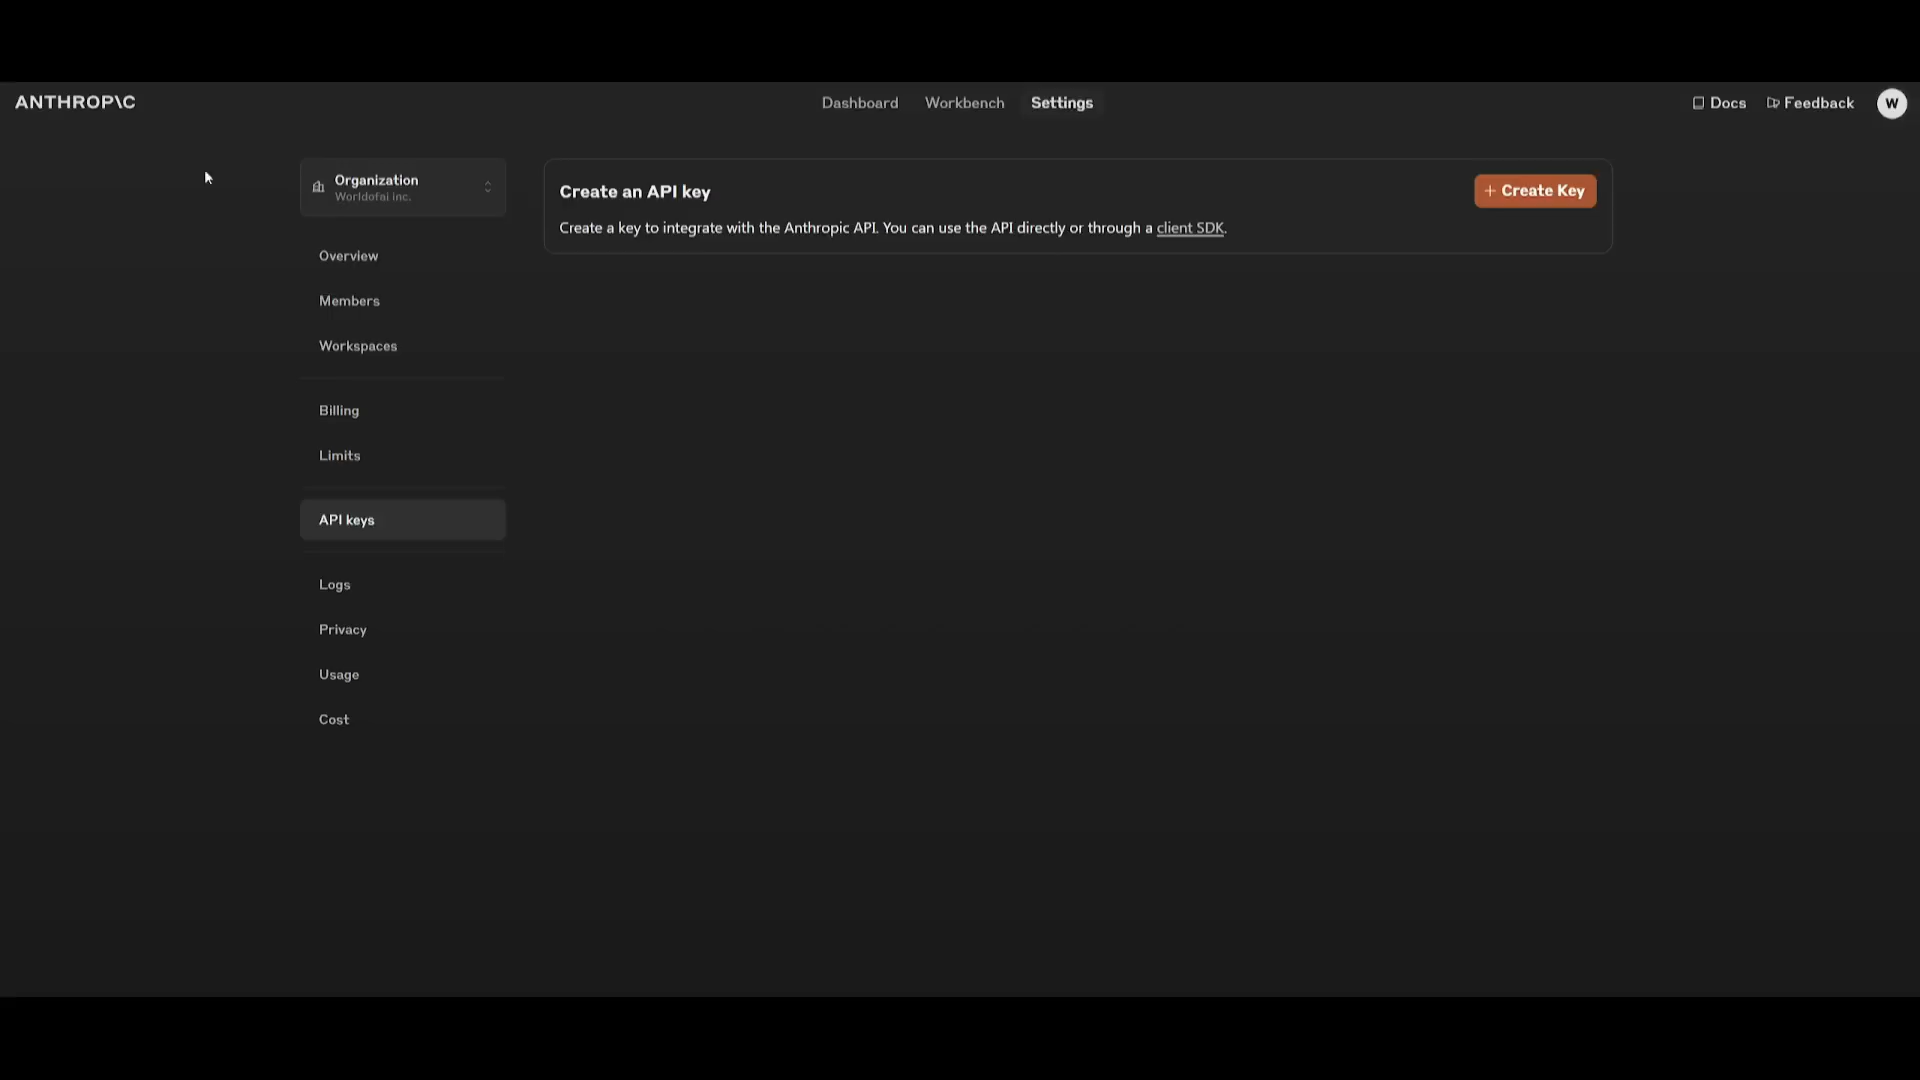 ANTHROP\C
Dashboard
Workbench
Settings
Docs
Feedback
W
Organization
Worldofai inc.
Overview
Members
Workspaces
Billing
Limits
API keys
Logs
Privacy
Usage
Cost
Create an API key
+ Create Key
Create a key to integrate with the Anthropic API. You can use the API directly or through a client SDK.